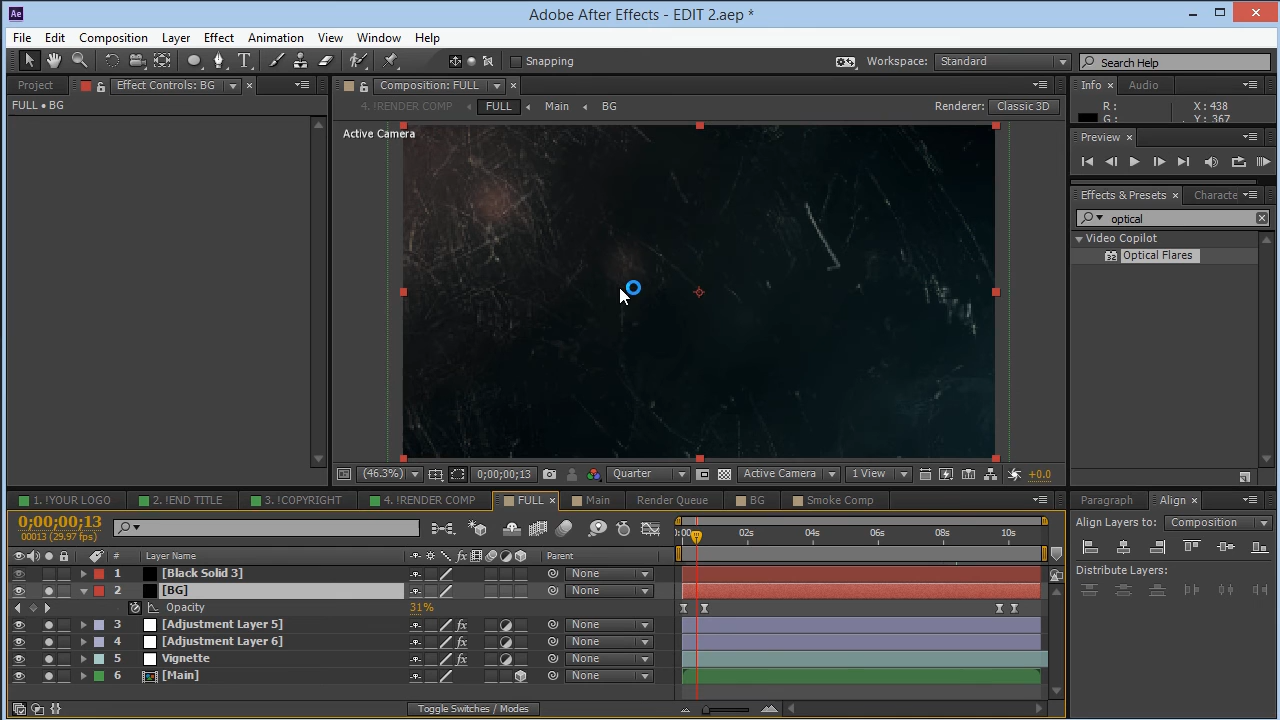 Ae Adobe After Effects - EDIT 2.aep *
File Edit Composition Layer Effect Animation View Window Help
T Snapping Workspace: Standard Search Help
Project Effect Controls: BG Composition: FULL Info Audio
FULL • BG 4. !RENDER COMP FULL Main BG Renderer: Classic 3D R : X : 438
G : Y : 367
Active Camera
Preview
Effects & Presets Characte
optical
Video Copilot
32 Optical Flares
(46.3%) 0;00;00;13 Quarter Active Camera 1 View +0.0
1. !YOUR LOGO 2. !END TITLE 3. !COPYRIGHT 4. !RENDER COMP FULL Main Render Queue BG Smoke Comp Paragraph Align
0;00;00;13
00013 (29.97 fps)
Align Layers to: Composition
02s 04s 06s 08s 10s
# Layer Name fx Parent
Distribute Layers:
1 [Black Solid 3] None
2 [BG] None
Opacity 31%
3 [Adjustment Layer 5] fx None
4 [Adjustment Layer 6] fx None
5 Vignette fx None
6 [Main] None
Toggle Switches / Modes